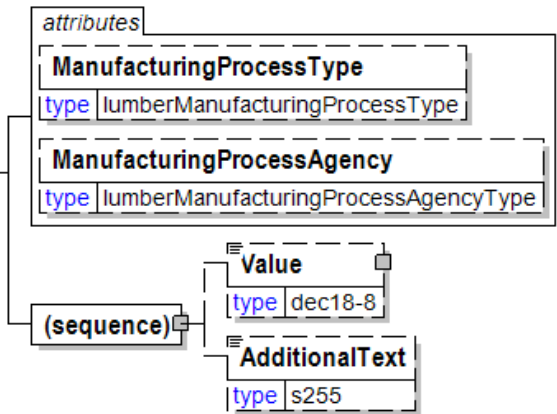 attributes
ManufacturingProcessType
type lumberManufacturingProcessType
ManufacturingProcessAgency
type lumberManufacturingProcessAgencyType
Value
type dec18-8
(sequence)
AdditionalText
type s255